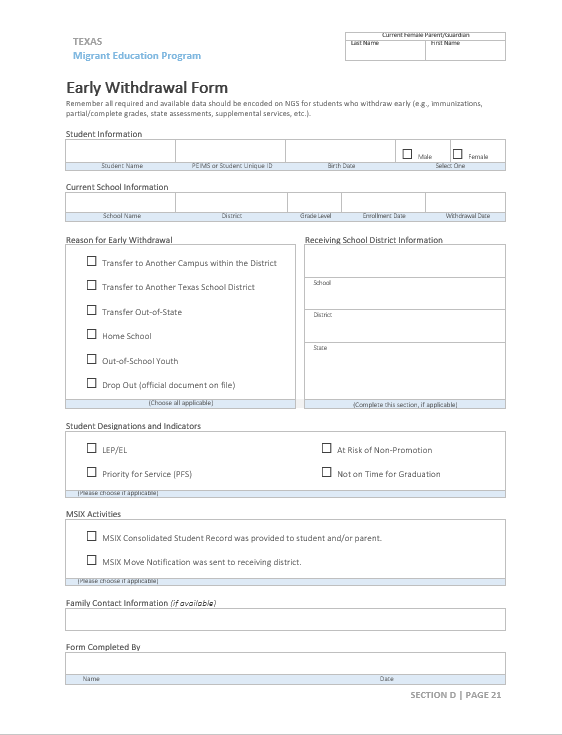 TEXAS
Migrant Education Program
Current Female Parent/Guardian
Last Name First Name
Early Withdrawal Form
Remember all required and available data should be encoded on NGS for students who withdraw early (e.g., immunizations,
partial/complete grades, state assessments, supplemental services, etc.).
Student Information
Male Female
Student Name PEIMS or Student Unique ID Birth Date Select One
Current School Information
School Name District Grade Level Enrollment Date Withdrawal Date
Reason for Early Withdrawal
Transfer to Another Campus within the District
Transfer to Another Texas School District
Transfer Out-of-State
Home School
Out-of-School Youth
Drop Out (official document on file)
(Choose all applicable)
Receiving School District Information
School
District
State
(Complete this section, if applicable)
Student Designations and Indicators
LEP/EL At Risk of Non-Promotion
Priority for Service (PFS) Not on Time for Graduation
(Please choose if applicable)
MSIX Activities
MSIX Consolidated Student Record was provided to student and/or parent.
MSIX Move Notification was sent to receiving district.
(Please choose if applicable)
Family Contact Information (if available)
Form Completed By
Name Date
SECTION D | PAGE 21